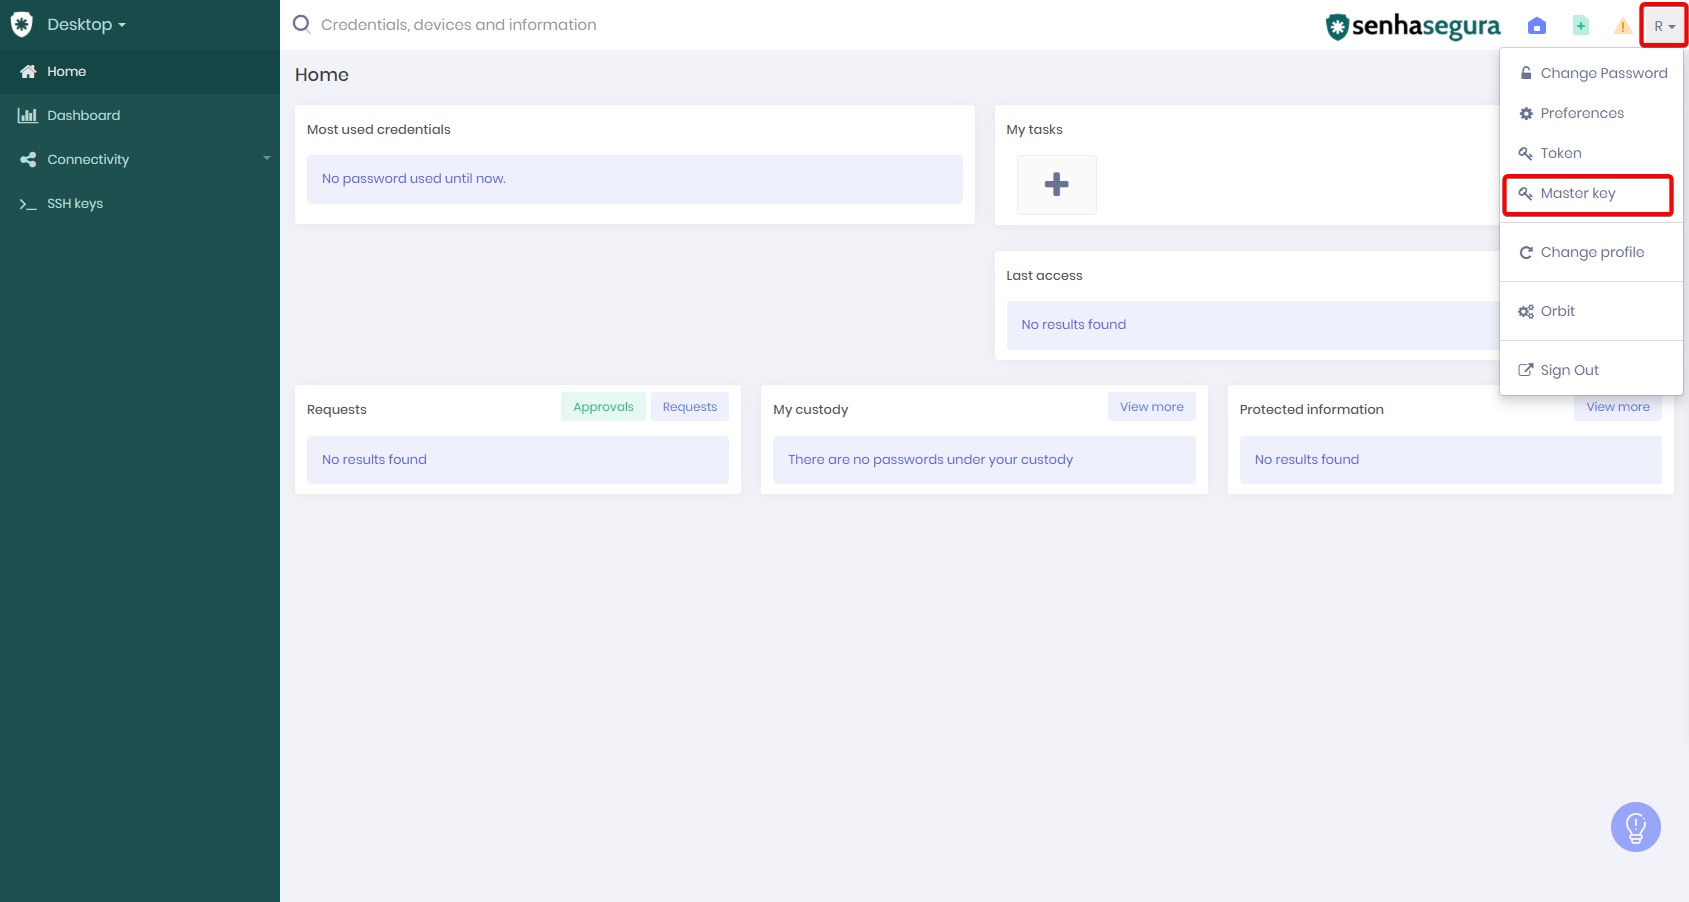 Desktop
Credentials, devices and information
senhasegura
R
Home
Dashboard
Connectivity
SSH keys
Home
Most used credentials
No password used until now.
My tasks
Last access
No results found
Change Password
Preferences
Token
Master key
Change profile
Orbit
Sign Out
Requests
Approvals
Requests
No results found
My custody
View more
There are no passwords under your custody
Protected information
View more
No results found